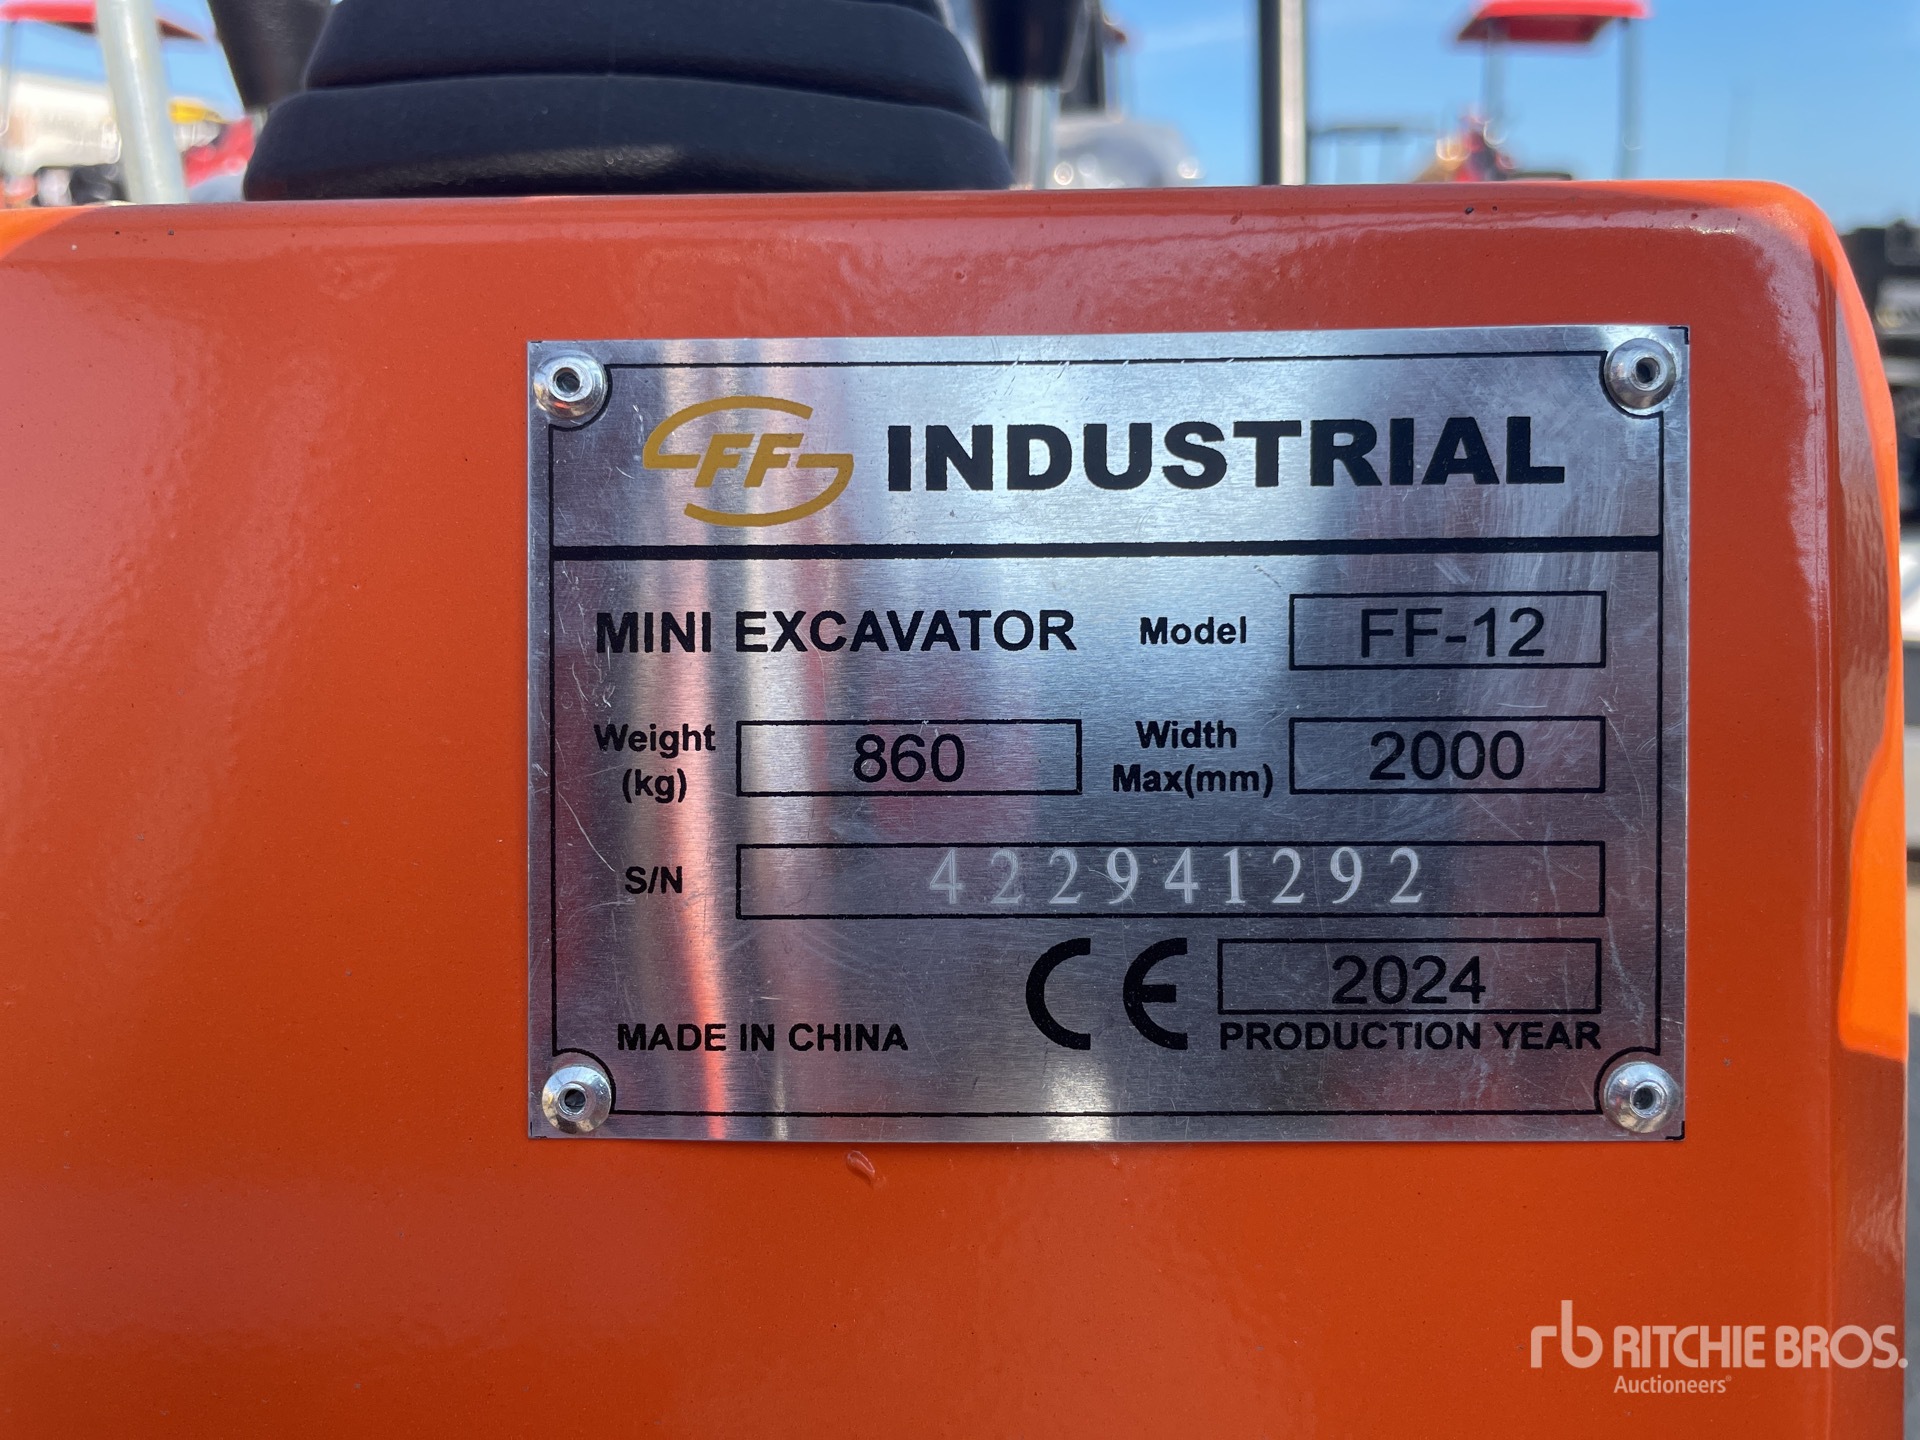 FF INDUSTRIAL
MINI EXCAVATOR Model FF-12
Weight (kg) 860 Width Max(mm) 2000
S/N 422941292
CE 2024
MADE IN CHINA PRODUCTION YEAR
rb RITCHIE BROS.
Auctioneers